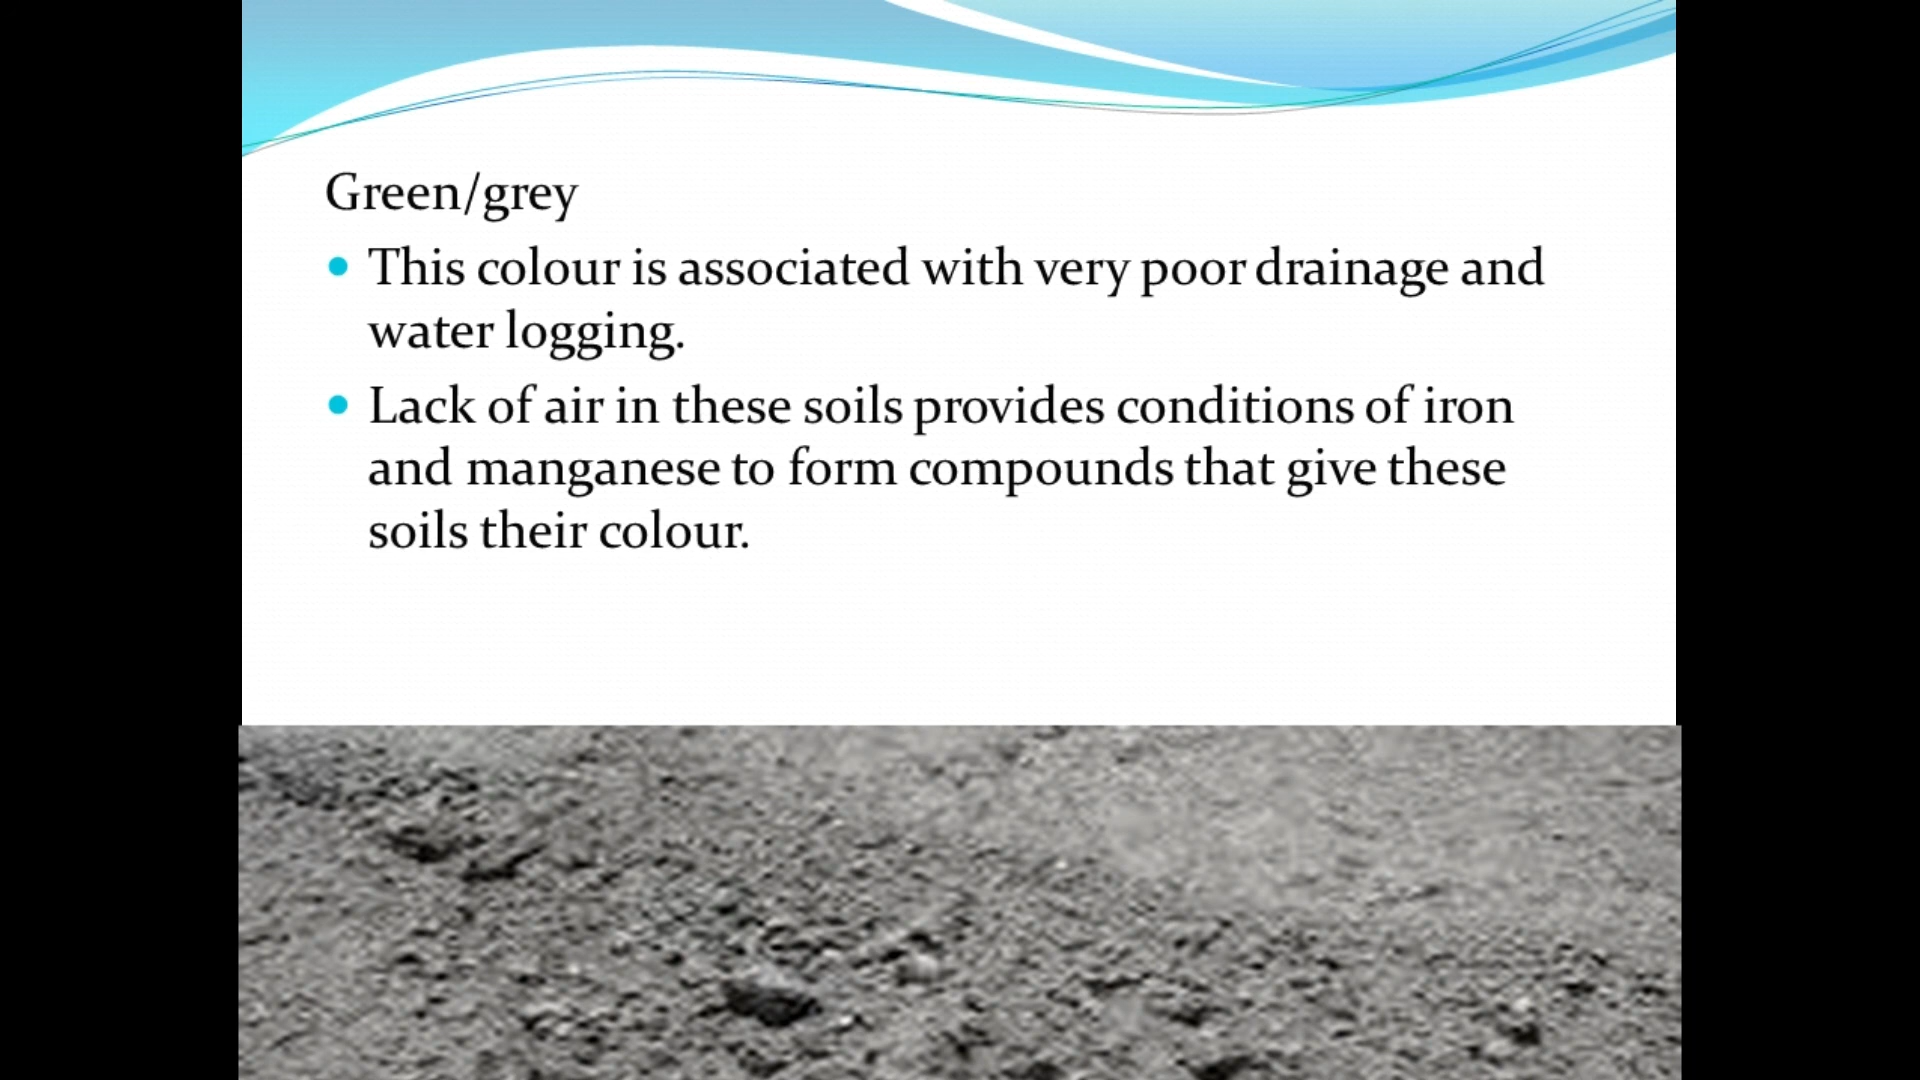 Green/grey
This colour is associated with very poor drainage and
water logging.
Lack of air in these soils provides conditions of iron
and manganese to form compounds that give these
soils their colour.